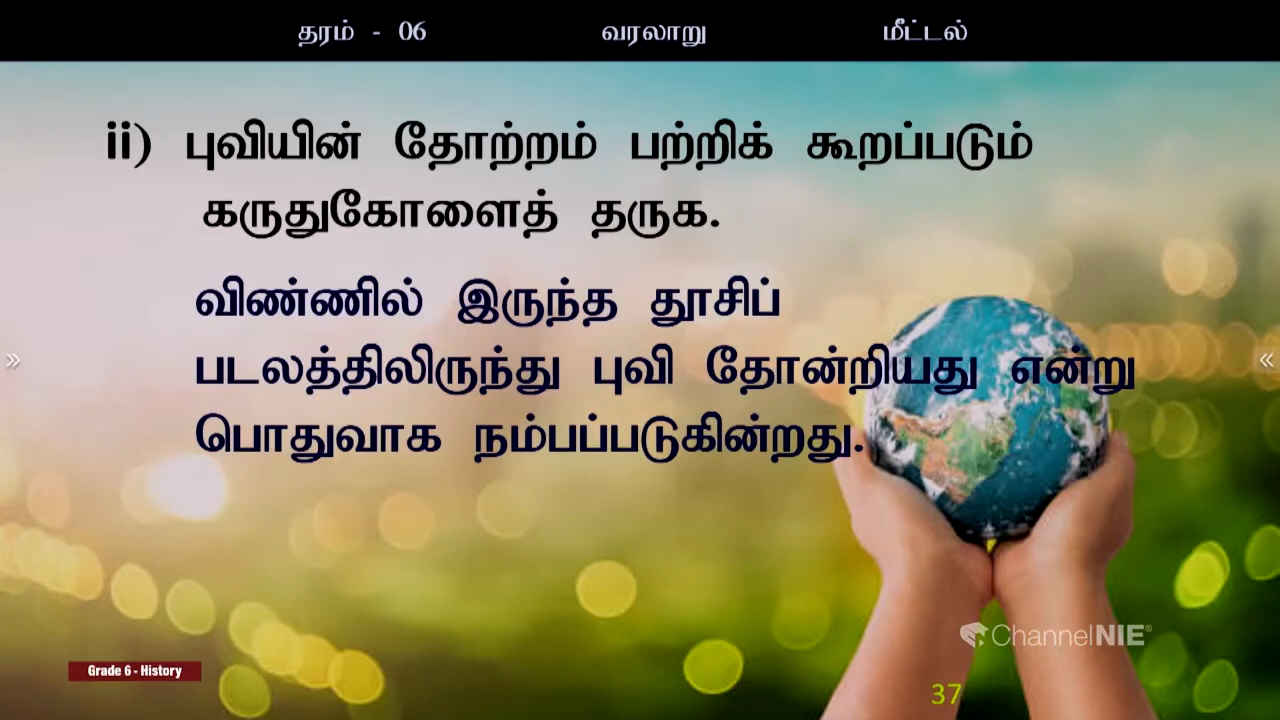 தரம் - 06 வரலாறு மீட்டல்
ii) புவியின் தோற்றம் பற்றிக் கூறப்படும்
கருதுகோளைத் தருக.
விண்ணில் இருந்த தூசிப்
படலத்திலிருந்து புவி தோன்றியது என்று
பொதுவாக நம்பப்படுகின்றது.
ChannelNIE®
Grade 6 - History
37